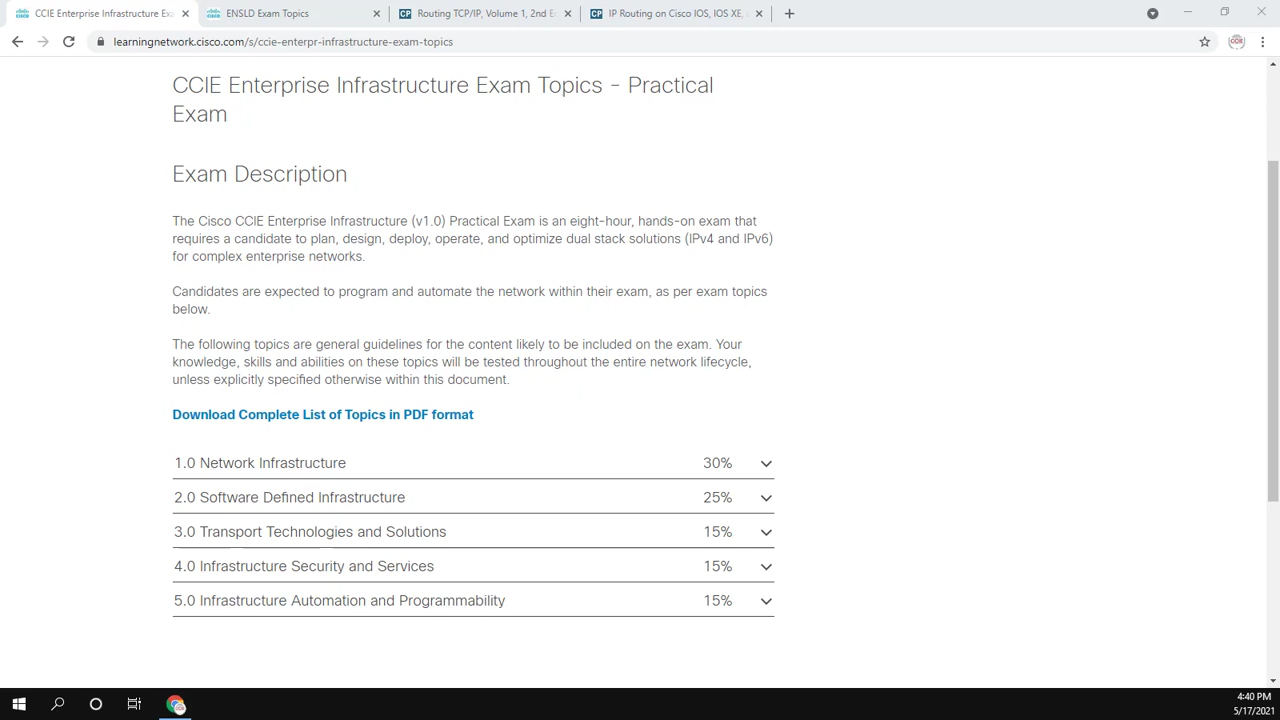 CCIE Enterprise Infrastructure Ex
ENSLD Exam Topics
CP
Routing TCP/IP, Volume 1, 2nd E
CP
IP Routing on Cisco IOS, IOS XE,
learningnetwork.cisco.com/s/ccie-enterpr-infrastructure-exam-topics
CCIE Enterprise Infrastructure Exam Topics - Practical
Exam
Exam Description
The Cisco CCIE Enterprise Infrastructure (v1.0) Practical Exam is an eight-hour, hands-on exam that
requires a candidate to plan, design, deploy, operate, and optimize dual stack solutions (IPv4 and IPv6)
for complex enterprise networks.
Candidates are expected to program and automate the network within their exam, as per exam topics
below.
The following topics are general guidelines for the content likely to be included on the exam. Your
knowledge, skills and abilities on these topics will be tested throughout the entire network lifecycle,
unless explicitly specified otherwise within this document.
Download Complete List of Topics in PDF format
1.0 Network Infrastructure 30%
2.0 Software Defined Infrastructure 25%
3.0 Transport Technologies and Solutions 15%
4.0 Infrastructure Security and Services 15%
5.0 Infrastructure Automation and Programmability 15%
4:40 PM
5/17/2021